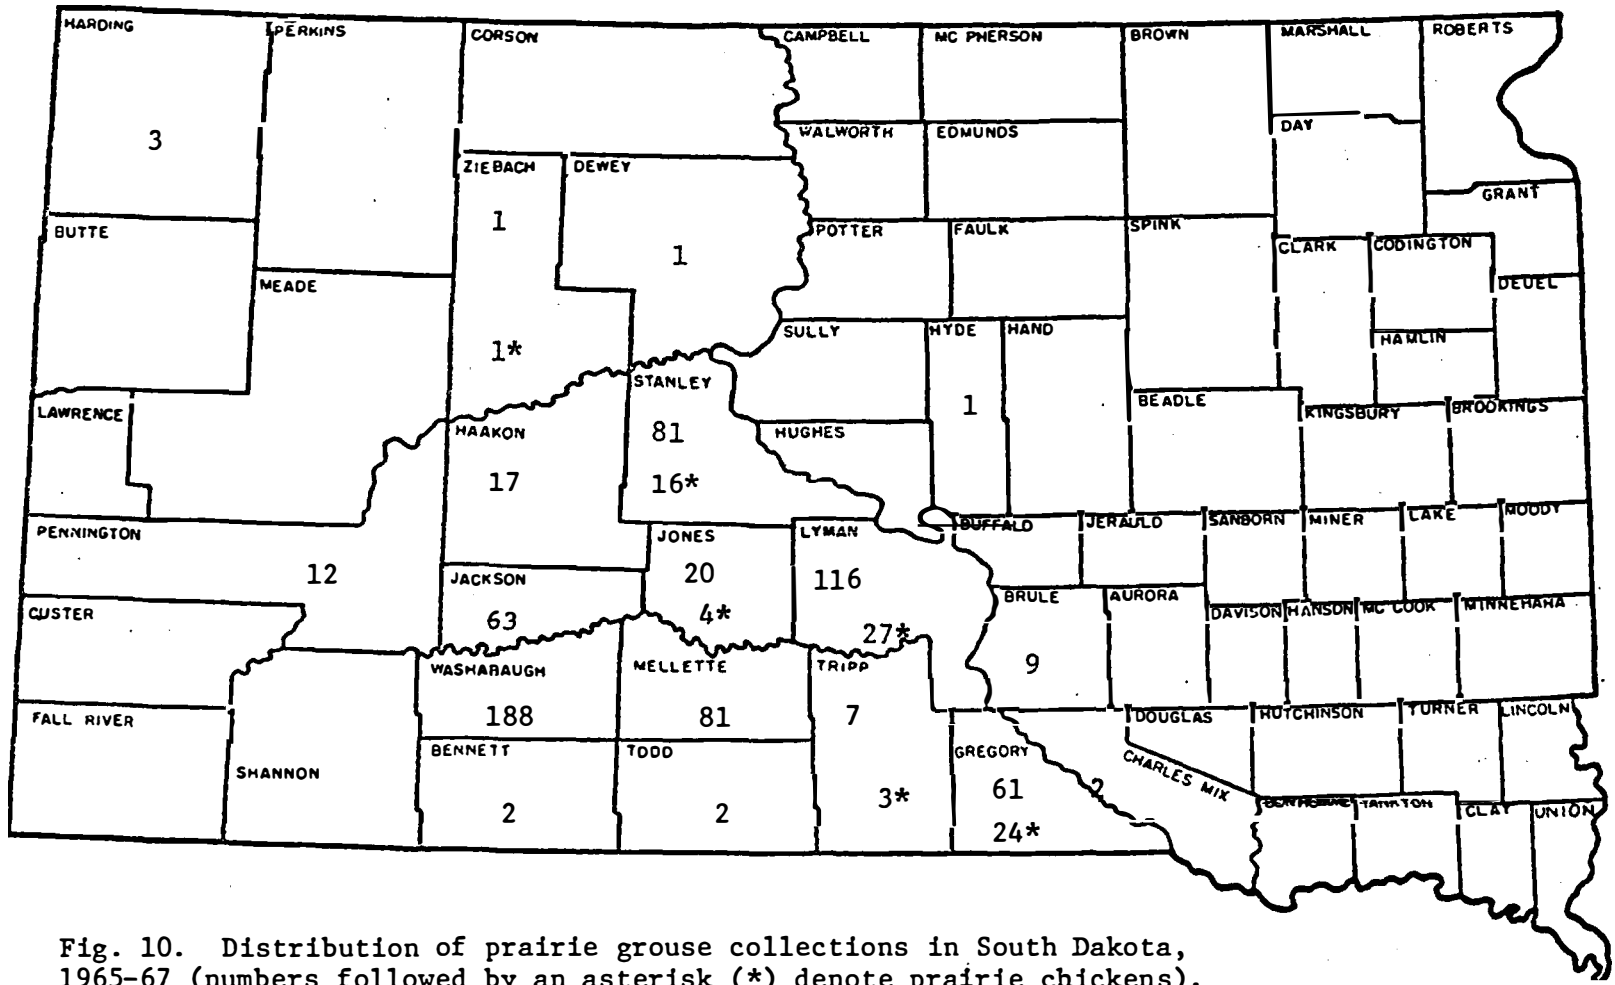 HARDING PERKINS CORSON CAMPBELL MC PHERSON BROWN MARSHALL ROBERTS
3
WALWORTH EDMUNDS DAY
ZIEBACH DEWEY GRANT
1 1
BUTTE POTTER FAULK SPINK CLARK CODINGTON
MEADE DEUEL
SULLY HYDE HAND HAMLIN
1*
STANLEY
LAWRENCE HAAKON 81 HUGHES 1 BEADLE KINGSBURY BROOKINGS
17 16*
PENNINGTON JONES LYMAN BUFFALO JERAULD SANBORN MINER LAKE MOODY
12 JACKSON 20 116
CUSTER 63 4* 27* BRULE AURORA DAVISON HANSON MC COOK MINNEHAHA
WASHABAUGH MELLETTE TRIPP 9
FALL RIVER 188 81 7 DOUGLAS HUTCHINSON TURNER LINCOLN
SHANNON BENNETT TODD GREGORY CHARLES MIX
2 2 3* 61 2
24*
YANKTON CLAY UNION
Fig. 10. Distribution of prairie grouse collections in South Dakota,
1965-67 (numbers followed by an asterisk (*) denote prairie chickens).